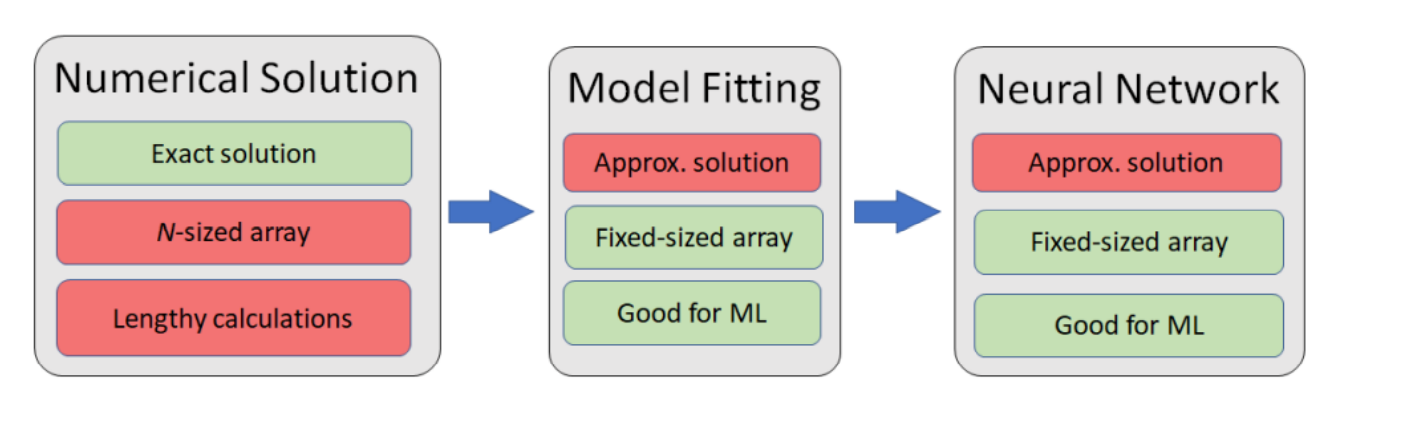 Numerical Solution
Exact solution
N-sized array
Lengthy calculations
Model Fitting
Approx. solution
Fixed-sized array
Good for ML
Neural Network
Approx. solution
Fixed-sized array
Good for ML